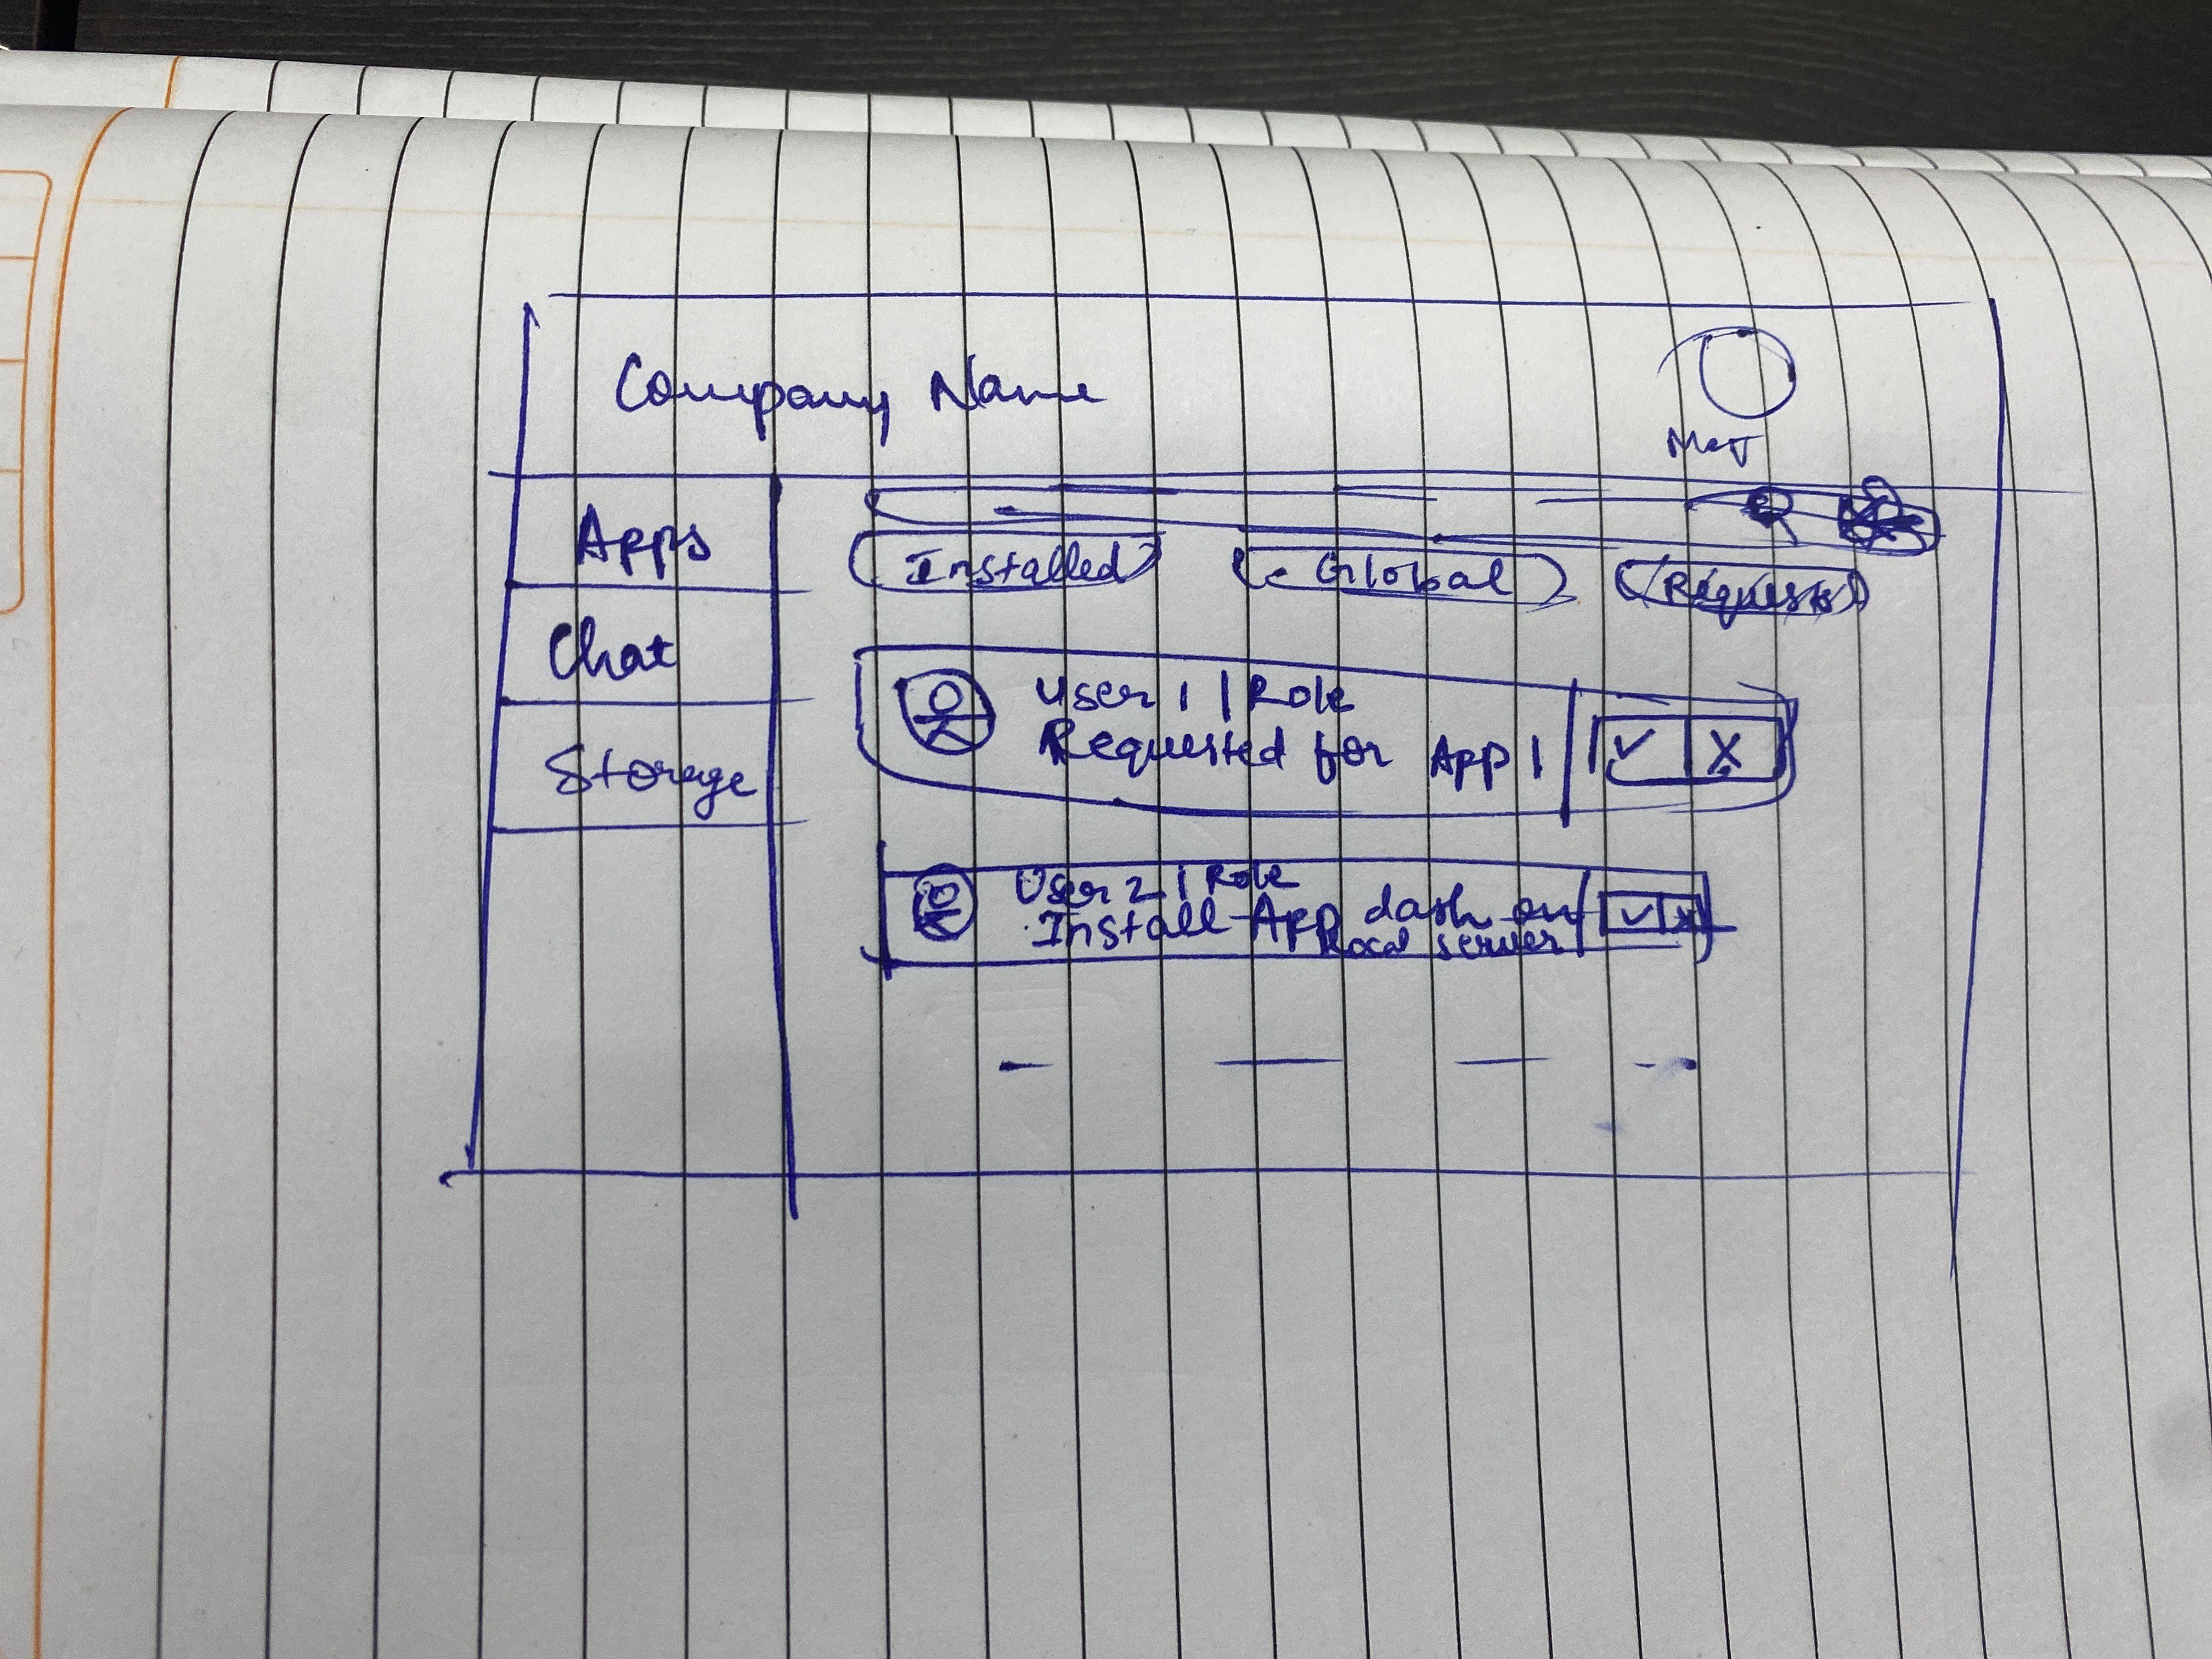 Company Name
Apps
Chat
Storage
Installed
Global
Requests
User 1 | Role
Requested for App 1
User 2 | Role
Install App dash on
local server